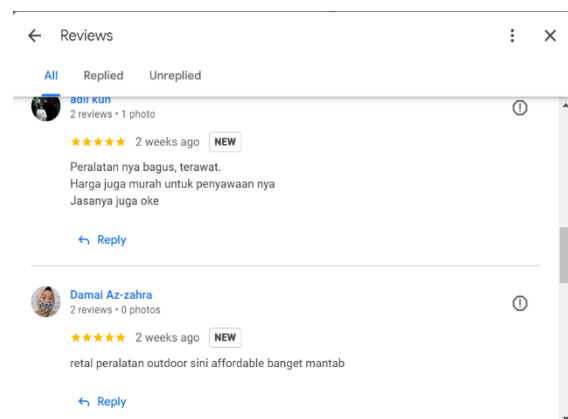 Reviews
All Replied Unreplied
adil kun
2 reviews • 1 photo
★★★★★ 2 weeks ago NEW
Peralatan nya bagus, terawat.
Harga juga murah untuk penyawaan nya
Jasanya juga oke
Reply
Damai Az-zahra
2 reviews • 0 photos
★★★★★ 2 weeks ago NEW
retal peralatan outdoor sini affordable banget mantab
Reply